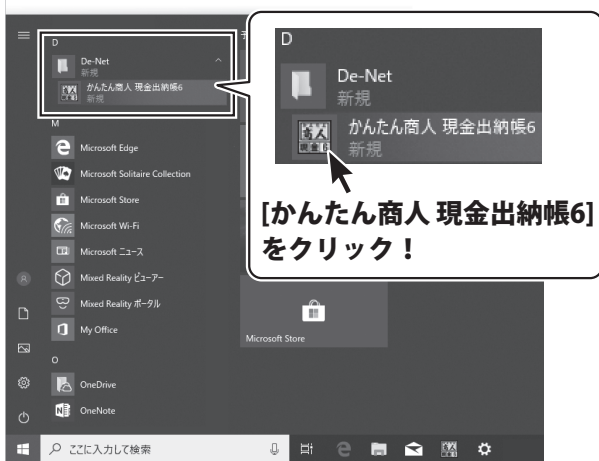 D
De-Net
新規
かんたん商人 現金出納帳6
新規
M
Microsoft Edge
Microsoft Solitaire Collection
Microsoft Store
Microsoft Wi-Fi
Microsoft ニュース
Mixed Reality ビューアー
Mixed Reality ポータル
My Office
O
OneDrive
OneNote
ここに入力して検索
Microsoft Store
D
De-Net
新規
かんたん商人 現金出納帳6
新規
[かんたん商人 現金出納帳6]
をクリック！